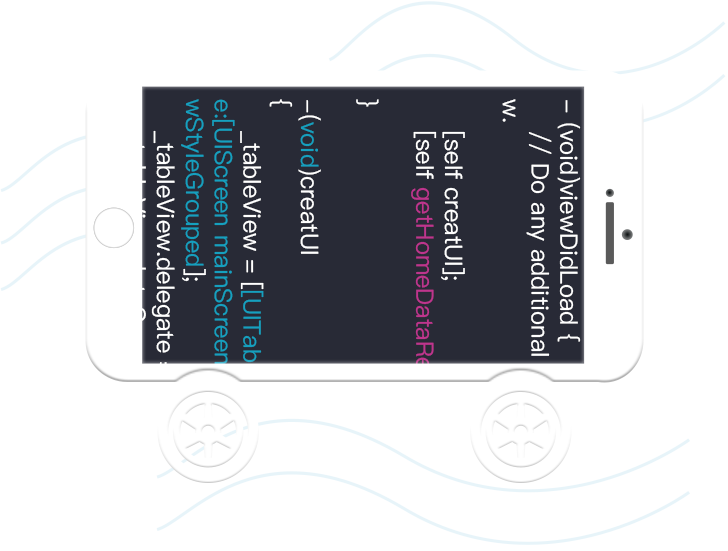 - (void)viewDidLoad {
// Do any additional
w.
[self creatUI];
[self getHomeDataRe
}
-(void)creatUI
{
_tableView = [[UITab
e:[UIScreen mainScreen
wStyleGrouped];
_tableView.delegate